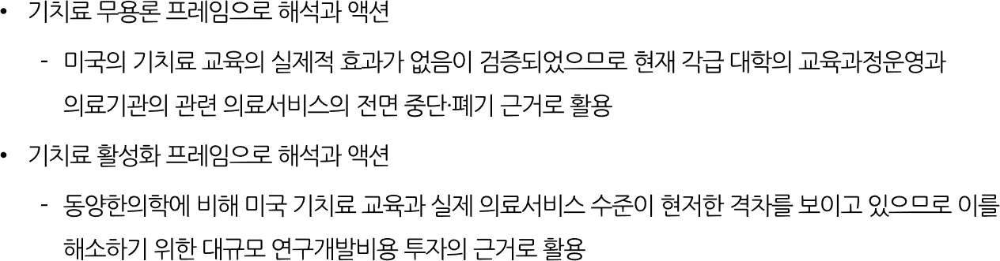 • 기치료 무용론 프레임으로 해석과 액션
- 미국의 기치료 교육의 실제적 효과가 없음이 검증되었으므로 현재 각급 대학의 교육과정운영과
의료기관의 관련 의료서비스의 전면 중단·폐기 근거로 활용
• 기치료 활성화 프레임으로 해석과 액션
- 동양한의학에 비해 미국 기치료 교육과 실제 의료서비스 수준이 현저한 격차를 보이고 있으므로 이를
해소하기 위한 대규모 연구개발비용 투자의 근거로 활용